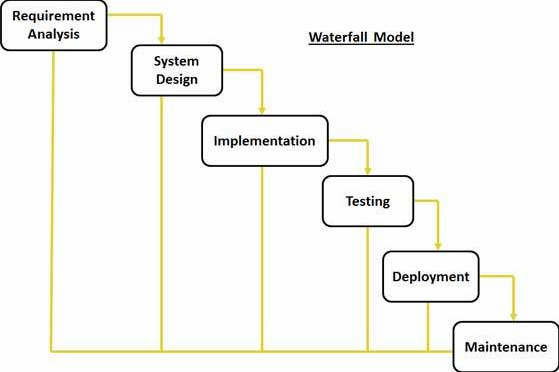 Requirement
Analysis
Waterfall Model
System
Design
Implementation
Testing
Deployment
Maintenance